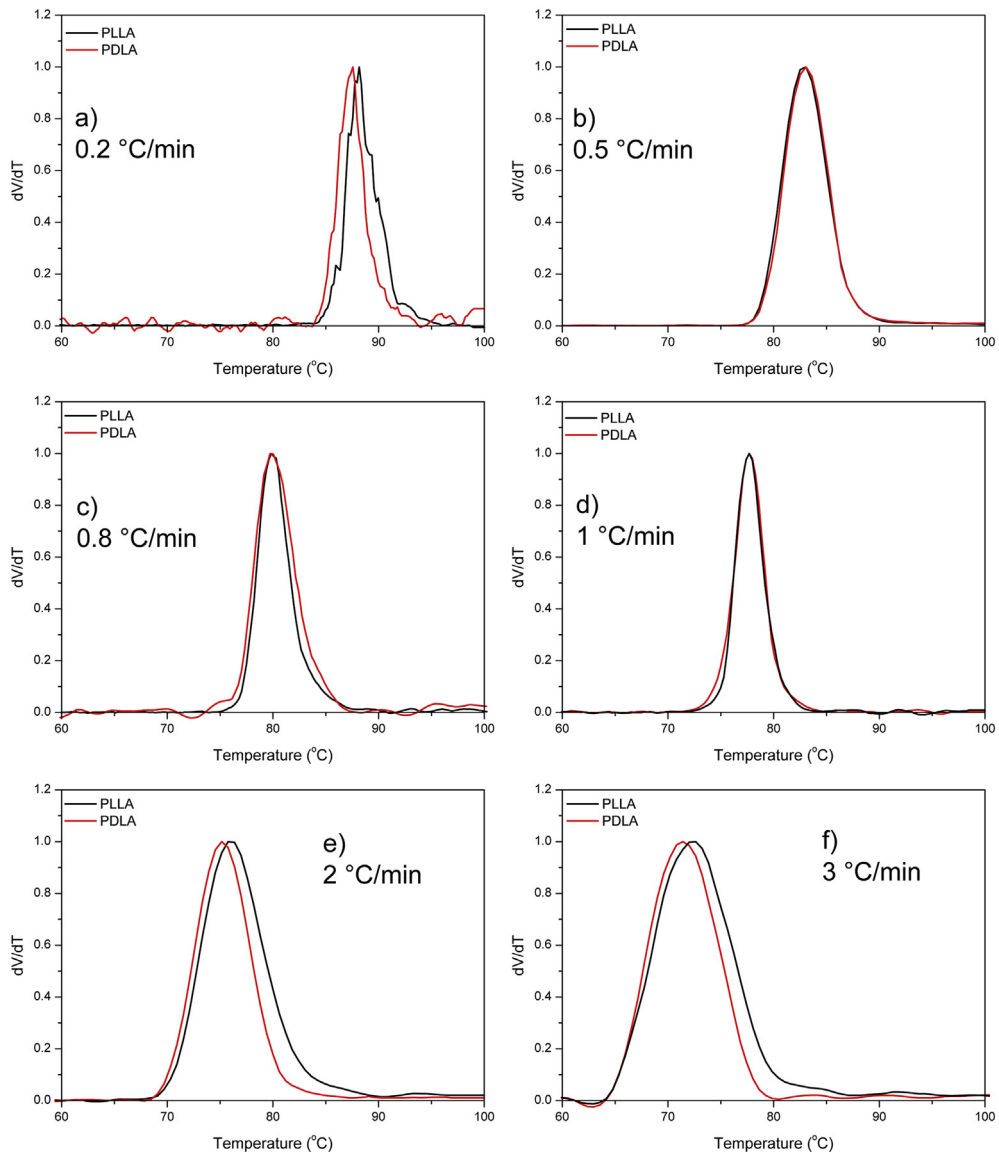 PLLA
PDLA
a)
0.2 °C/min
dV/dT
1.2
1.0
0.8
0.6
0.4
0.2
0.0
60
70
80
90
100
Temperature (°C)
PLLA
PDLA
b)
0.5 °C/min
dV/dT
1.2
1.0
0.8
0.6
0.4
0.2
0.0
60
70
80
90
100
Temperature (°C)
PLLA
PDLA
c)
0.8 °C/min
dV/dT
1.2
1.0
0.8
0.6
0.4
0.2
0.0
60
70
80
90
100
Temperature (°C)
PLLA
PDLA
d)
1 °C/min
dV/dT
1.2
1.0
0.8
0.6
0.4
0.2
0.0
60
70
80
90
100
Temperature (°C)
PLLA
PDLA
e)
2 °C/min
dV/dT
1.2
1.0
0.8
0.6
0.4
0.2
0.0
60
70
80
90
100
Temperature (°C)
PLLA
PDLA
f)
3 °C/min
dV/dT
1.2
1.0
0.8
0.6
0.4
0.2
0.0
60
70
80
90
100
Temperature (°C)